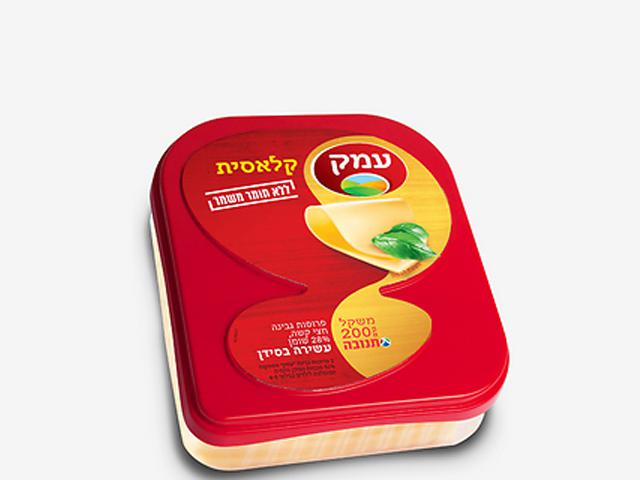 עמק
קלאסית
ללא חומר משמר
פרוסות גבינה
חצי קשה,
28% שומן
עשירה בסידן
משקל
200 גרם
תנובה